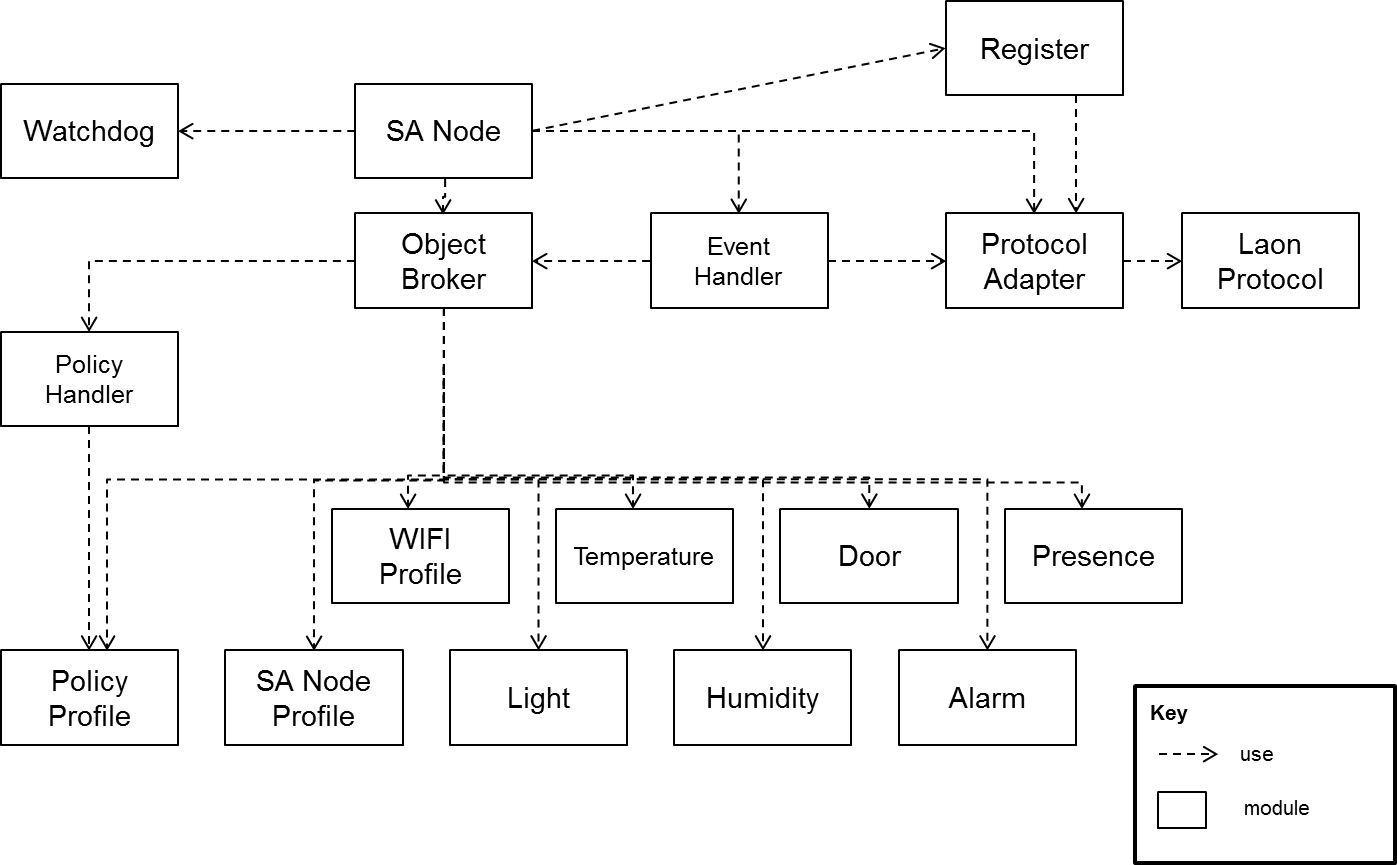 Register
Watchdog
SA Node
Object
Broker
Event
Handler
Protocol
Adapter
Laon
Protocol
Policy
Handler
WIFI
Profile
Temperature
Door
Presence
Policy
Profile
SA Node
Profile
Light
Humidity
Alarm
Key
use
module